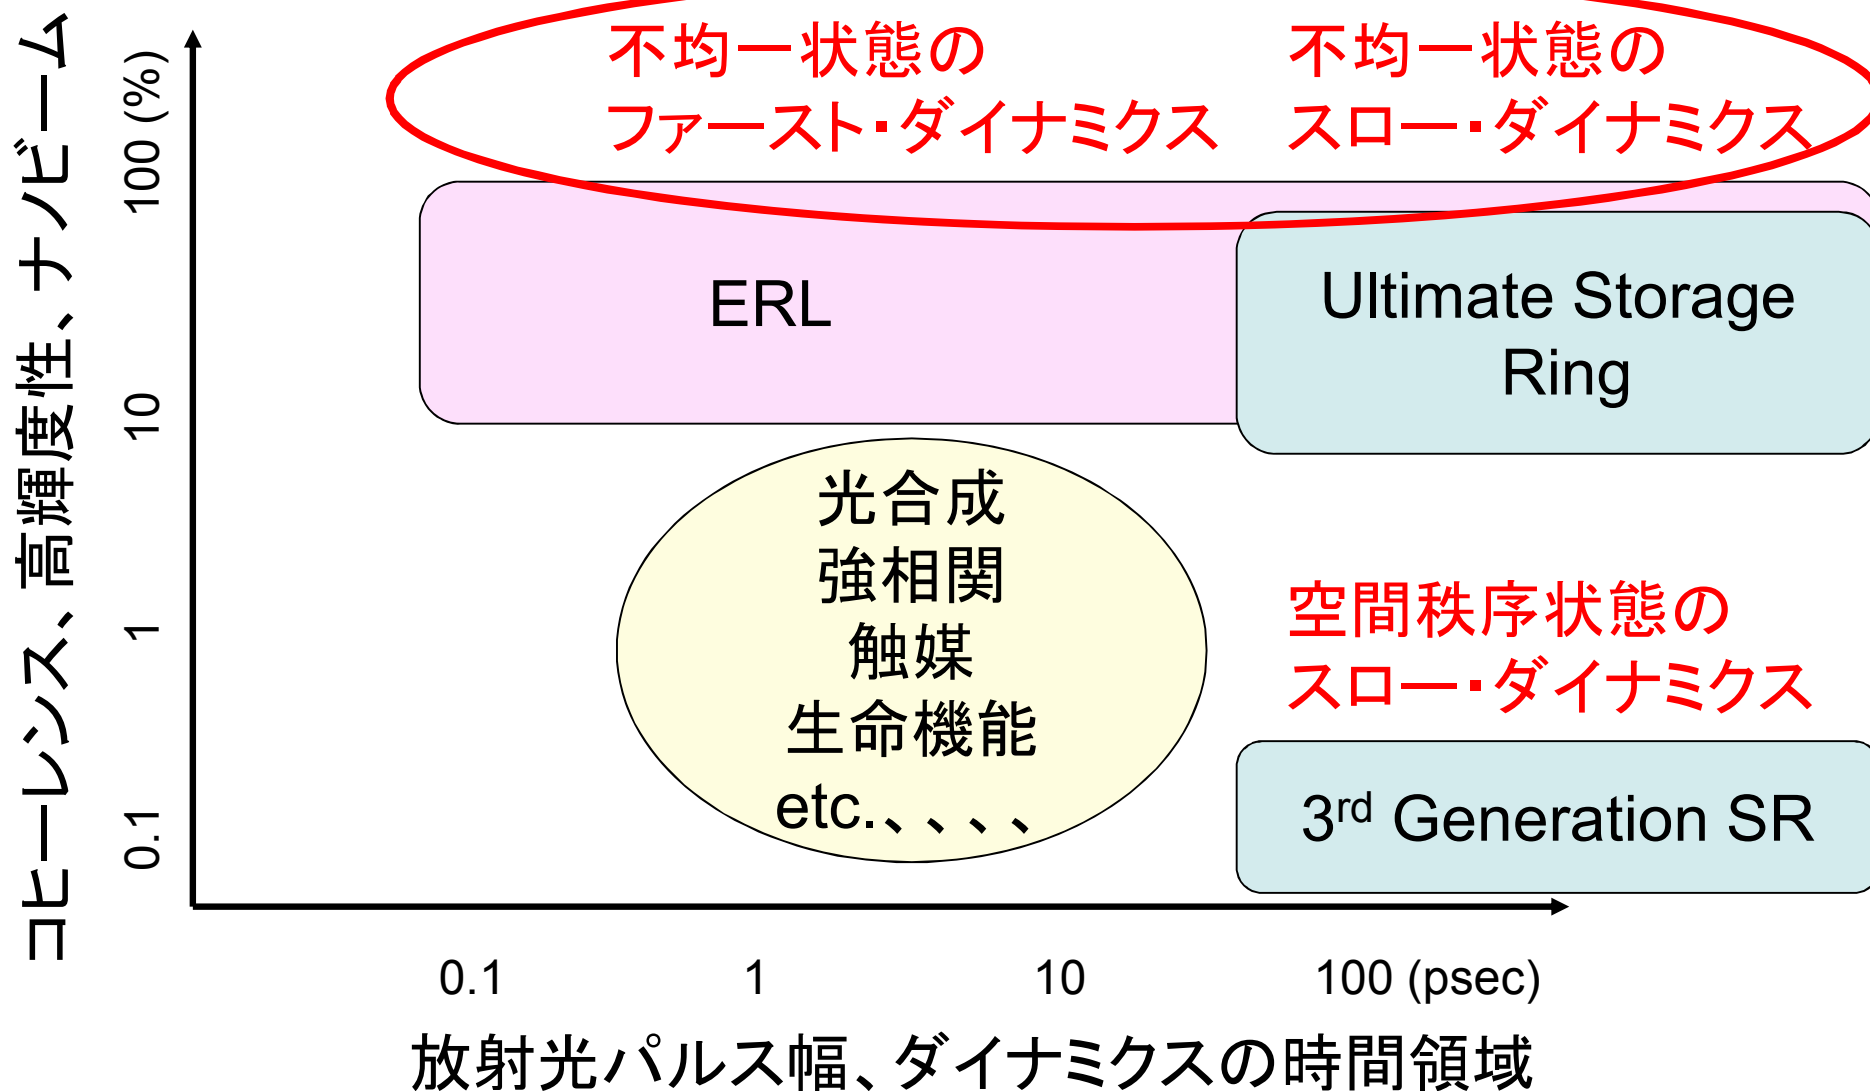 コヒーレンス、高輝度性、ナノビーム
100 (%)
10
1
0.1
不均一状態の
ファースト・ダイナミクス
不均一状態の
スロー・ダイナミクス
ERL
Ultimate Storage
Ring
光合成
強相関
触媒
生命機能
etc.、、、、
空間秩序状態の
スロー・ダイナミクス
3rd Generation SR
0.1
1
10
100 (psec)
放射光パルス幅、ダイナミクスの時間領域